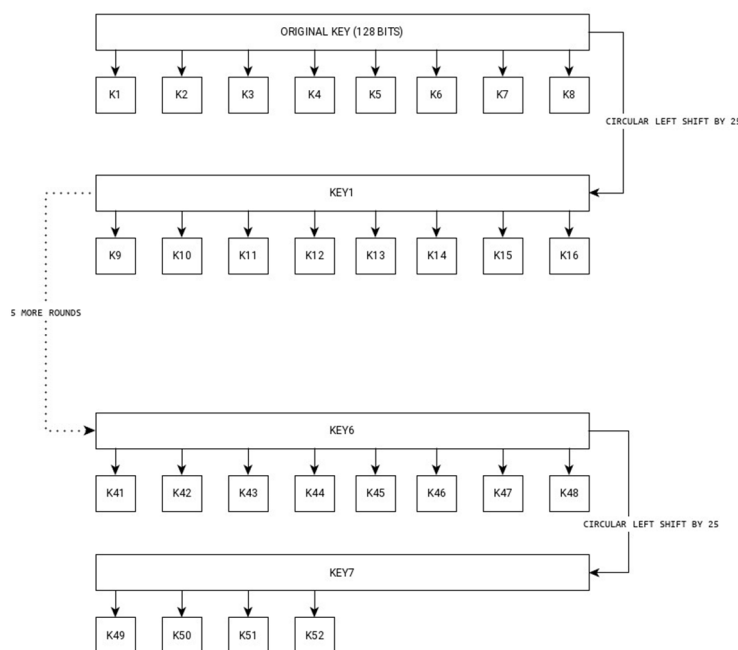 ORIGINAL KEY (128 BITS)
K1 K2 K3 K4 K5 K6 K7 K8
CIRCULAR LEFT SHIFT BY 25
KEY1
K9 K10 K11 K12 K13 K14 K15 K16
5 MORE ROUNDS
KEY6
K41 K42 K43 K44 K45 K46 K47 K48
CIRCULAR LEFT SHIFT BY 25
KEY7
K49 K50 K51 K52